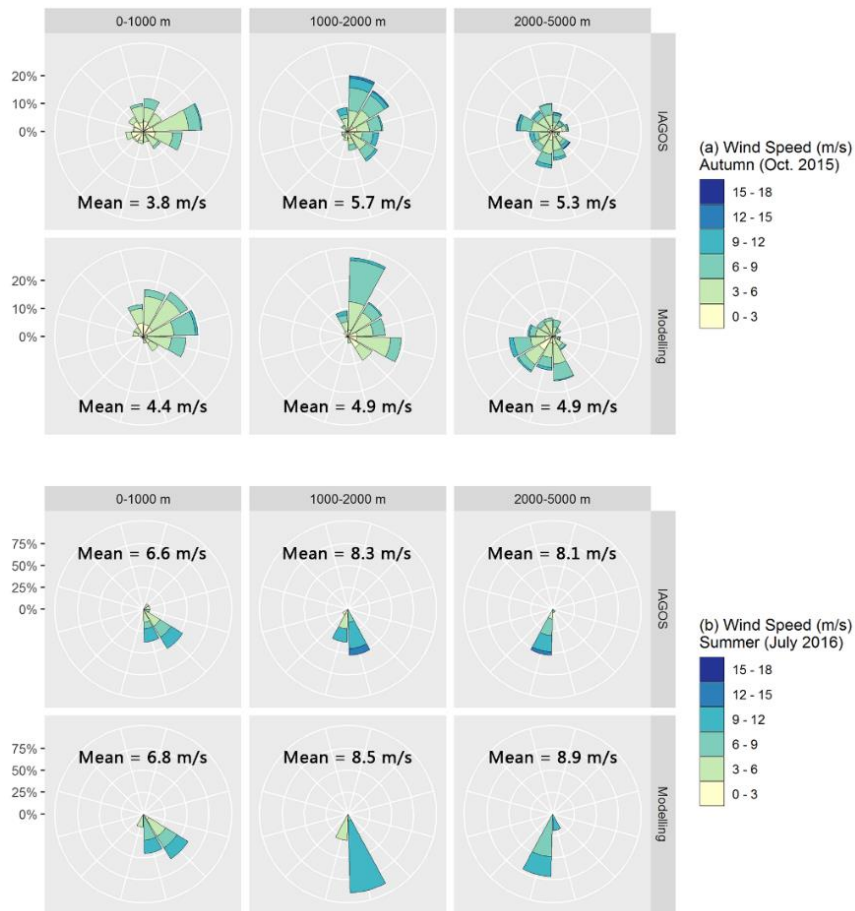 0-1000 m
1000-2000 m
2000-5000 m
20%
10%
0%
Mean = 3.8 m/s
Mean = 5.7 m/s
Mean = 5.3 m/s
IAGOS
20%
10%
0%
Mean = 4.4 m/s
Mean = 4.9 m/s
Mean = 4.9 m/s
Modelling
(a) Wind Speed (m/s)
Autumn (Oct. 2015)
15 - 18
12 - 15
9 - 12
6 - 9
3 - 6
0 - 3
0-1000 m
1000-2000 m
2000-5000 m
75%
50%
25%
0%
Mean = 6.6 m/s
Mean = 8.3 m/s
Mean = 8.1 m/s
IAGOS
75%
50%
25%
0%
Mean = 6.8 m/s
Mean = 8.5 m/s
Mean = 8.9 m/s
Modelling
(b) Wind Speed (m/s)
Summer (July 2016)
15 - 18
12 - 15
9 - 12
6 - 9
3 - 6
0 - 3